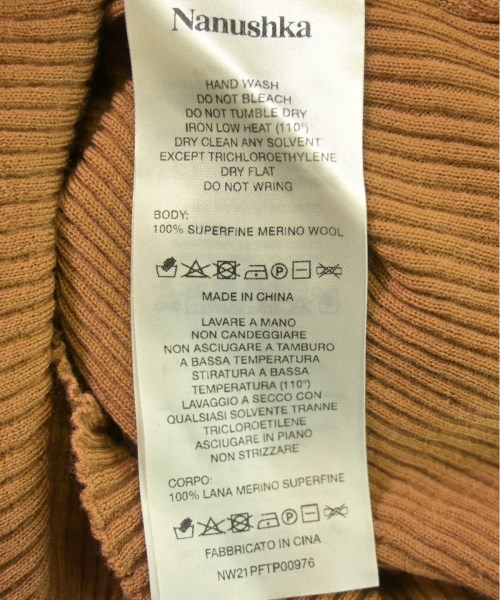 Nanushka
HAND WASH
DO NOT BLEACH
DO NOT TUMBLE DRY
IRON LOW HEAT (110°)
DRY CLEAN ANY SOLVENT
EXCEPT TRICHLOROETHYLENE
DRY FLAT
DO NOT WRING
BODY:
100% SUPERFINE MERINO WOOL
MADE IN CHINA
LAVARE A MANO
NON CANDEGGIARE
NON ASCIUGARE A TAMBURO
A BASSA TEMPERATURA
STIRATURA A BASSA
TEMPERATURA (110°)
LAVAGGIO A SECCO CON
QUALSIASI SOLVENTE TRANNE
TRICLOROETILENE
ASCIUGARE IN PIANO
NON STRIZZARE
CORPO:
100% LANA MERINO SUPERFINE
FABBRICATO IN CINA
NW21PFTP00976